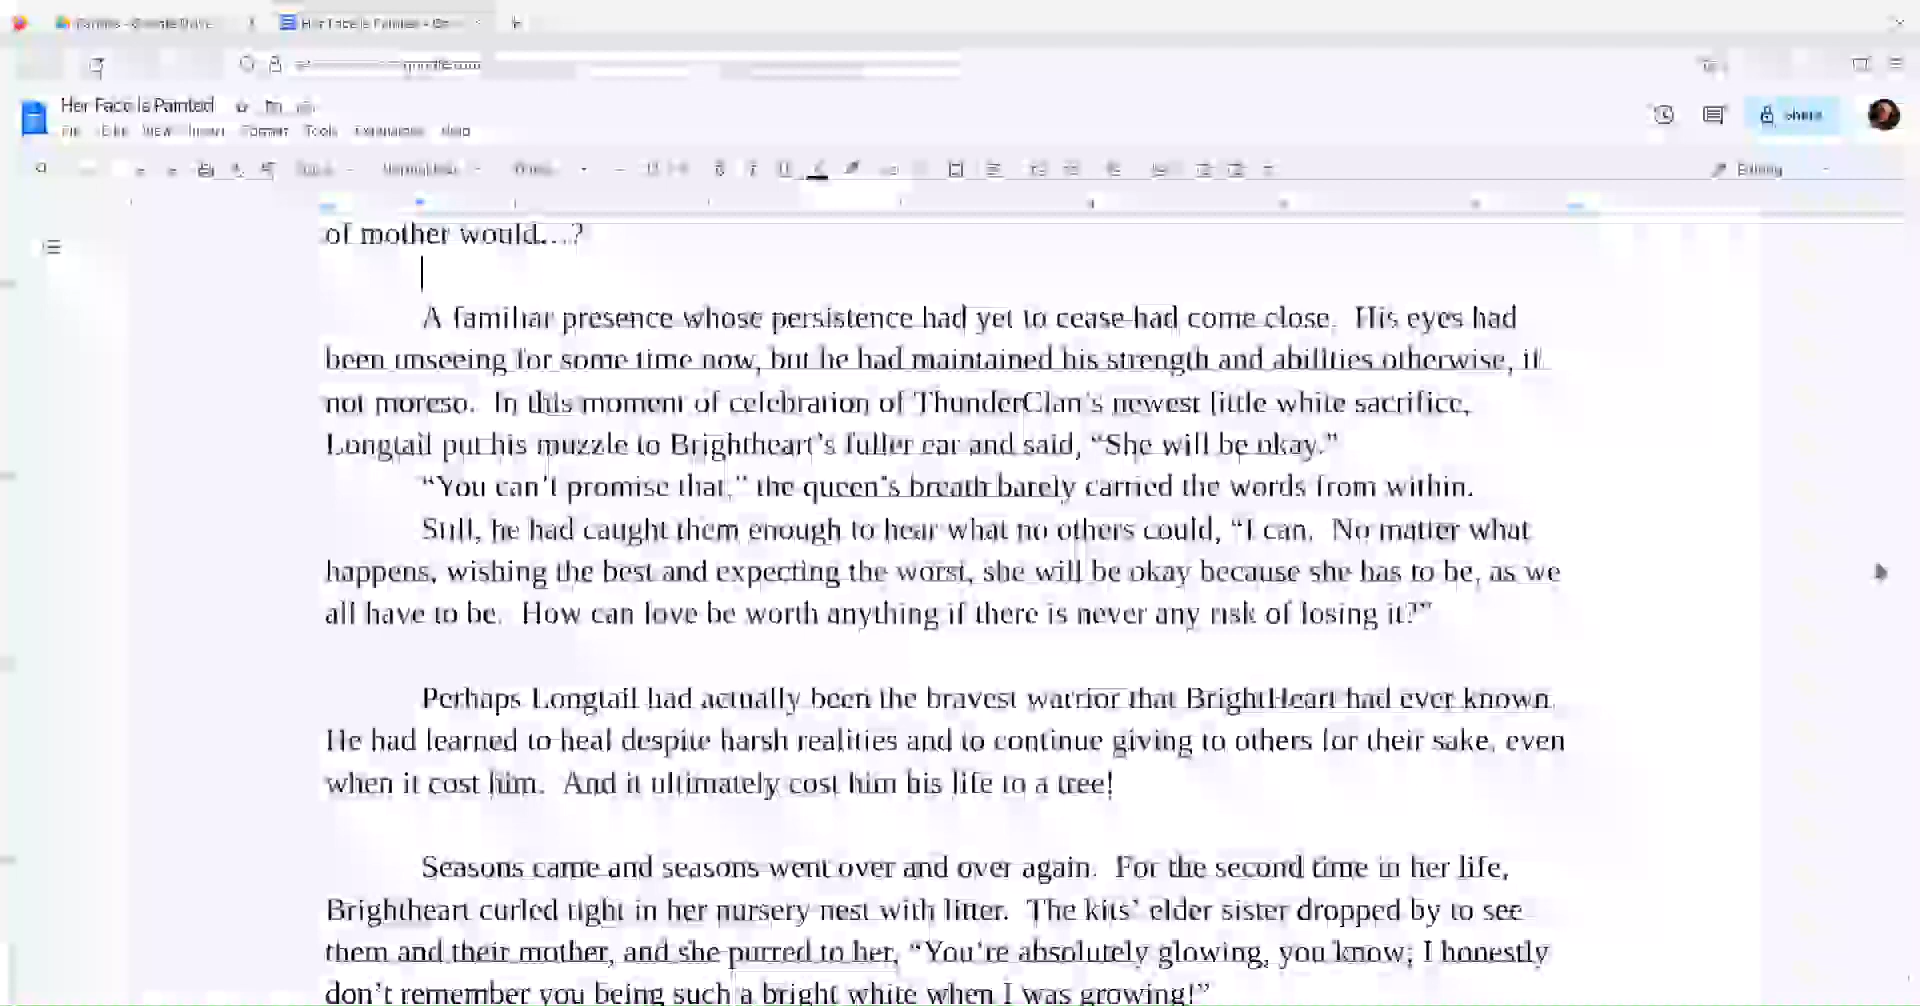 Her Face Is Painted
Format Tools Extensions Help
Share
Editing
of mother would....?
A familiar presence whose persistence had yet to cease had come close.  His eyes had
been unseeing for some time now, but he had maintained his strength and abilities otherwise, if
not moreso.  In this moment of celebration of ThunderClan's newest little white sacrifice,
Longtail put his muzzle to Brightheart's fuller ear and said, “She will be okay.”
“You can't promise that,” the queen's breath barely carried the words from within.
Still, he had caught them enough to hear what no others could, “I can.  No matter what
happens, wishing the best and expecting the worst, she will be okay because she has to be, as we
all have to be.  How can love be worth anything if there is never any risk of losing it?”
Perhaps Longtail had actually been the bravest warrior that BrightHeart had ever known.
He had learned to heal despite harsh realities and to continue giving to others for their sake, even
when it cost him.  And it ultimately cost him his life to a tree!
Seasons came and seasons went over and over again.  For the second time in her life,
Brightheart curled tight in her nursery nest with litter.  The kits' elder sister dropped by to see
them and their mother, and she purred to her, “You're absolutely glowing, you know; I honestly
don't remember you being such a bright white when I was growing!”